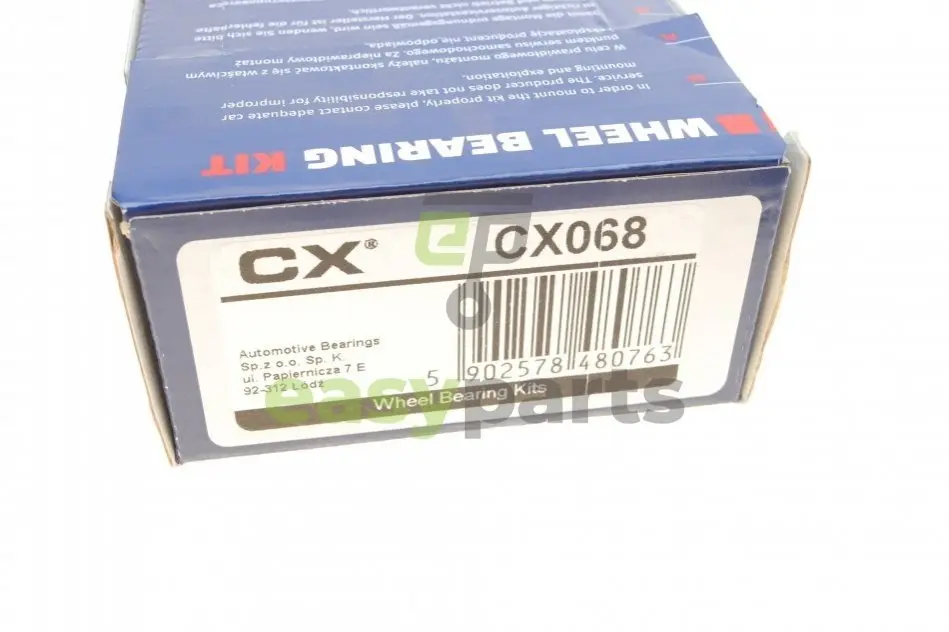 WHEEL BEARING KIT
In order to mount the kit properly, please contact adequate car
service. The producer does not take responsibility for improper
mounting and exploitation.
W celu prawidłowego montażu, należy skontaktować się z właściwym
punktem serwisu samochodowego. Za nieprawidłowy montaż
i eksploatację producent nie odpowiada.
CX®
CX068
Automotive Bearings
Sp.z o.o. Sp. K.
ul. Papiernicza 7 E
92-312 Łódź
5 902578 480763
Wheel Bearing Kits
easyparts